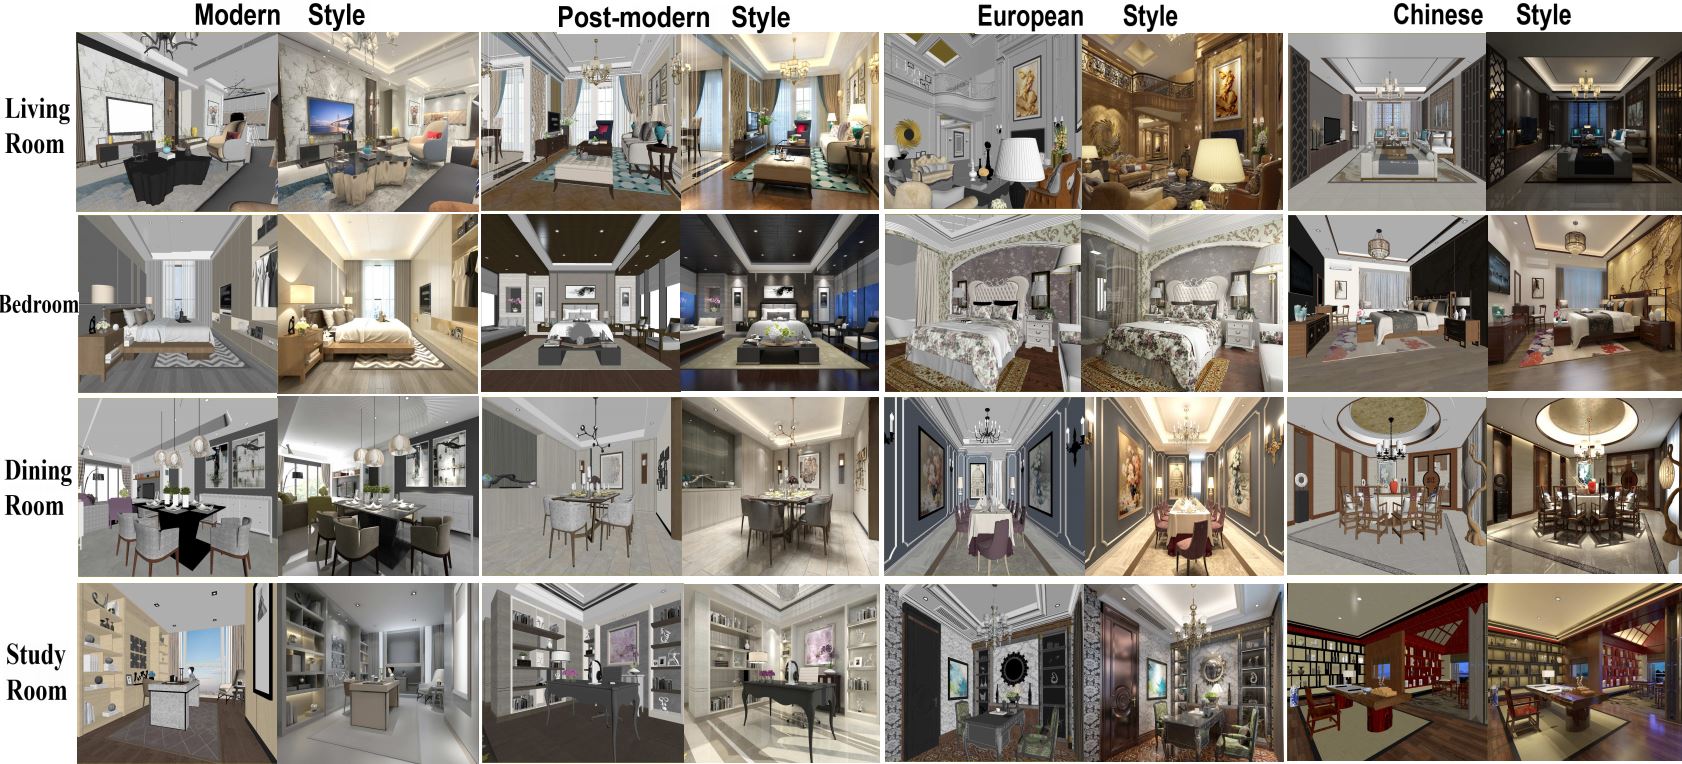 Modern Style
Post-modern Style
European Style
Chinese Style
Living
Room
Bedroom
Dining
Room
Study
Room